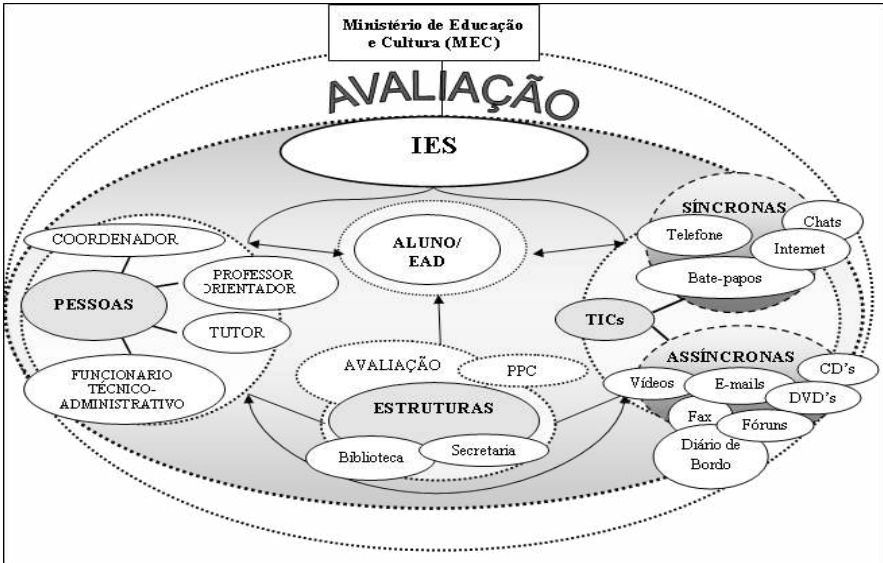 Ministério de Educação
e Cultura (MEC)
AVALIAÇÃO
IES
SÍNCRONAS
Chats
Telefone
Internet
Bate-papos
COORDENADOR
ALUNO/
EAD
PROFESSOR
ORIENTADOR
PESSOAS
TUTOR
TICs
FUNCIONARIO
TÉCNICO-
ADMINISTRATIVO
AVALIAÇÃO
PPC
ESTRUTURAS
Biblioteca
Secretaria
ASSÍNCRONAS
CD's
Vídeos
E-mails
DVD's
Fax
Fóruns
Diário de
Bordo